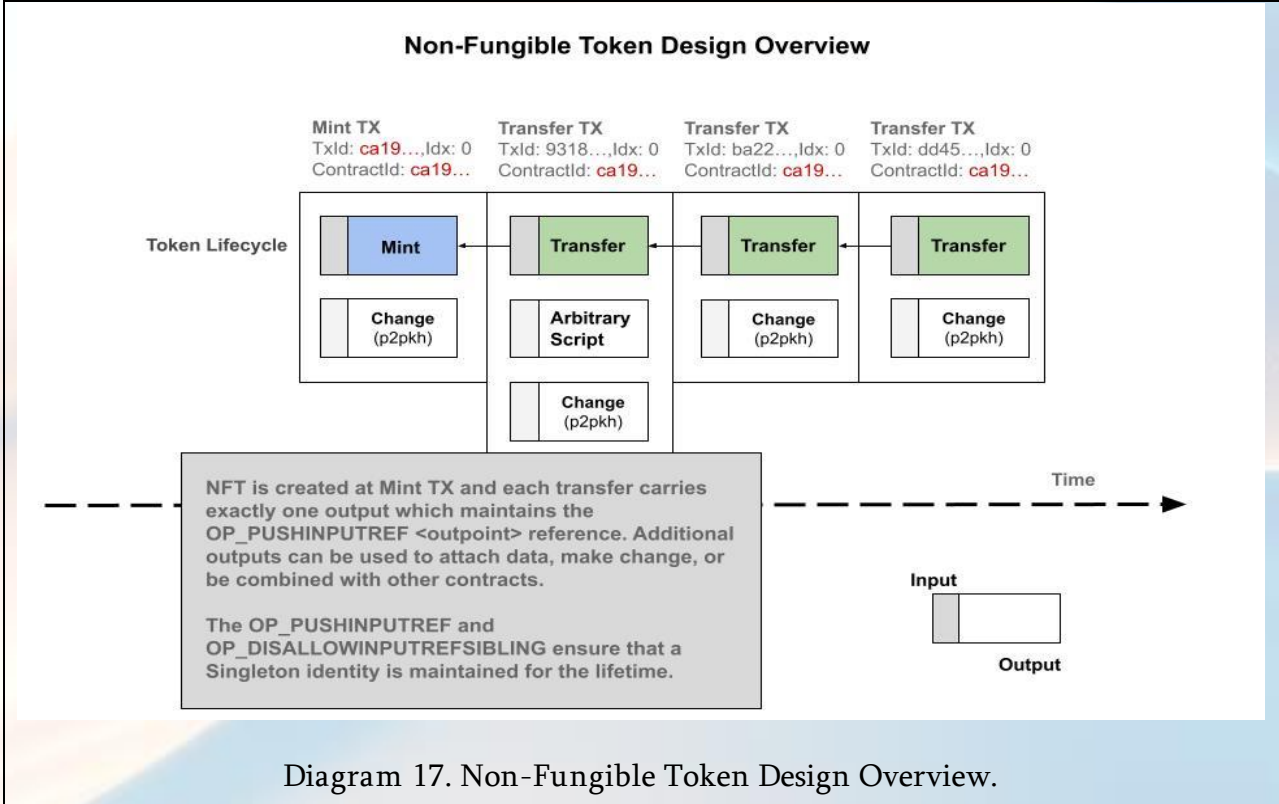 Non-Fungible Token Design Overview
Mint TX
TxId: ca19...,Idx: 0
ContractId: ca19...
Transfer TX
TxId: 9318...,Idx: 0
ContractId: ca19...
Transfer TX
TxId: ba22...,Idx: 0
ContractId: ca19...
Transfer TX
TxId: dd45...,Idx: 0
ContractId: ca19...
Token Lifecycle
Mint
Transfer
Transfer
Transfer
Change
(p2pkh)
Arbitrary
Script
Change
(p2pkh)
Change
(p2pkh)
Change
(p2pkh)
NFT is created at Mint TX and each transfer carries
exactly one output which maintains the
OP_PUSHINPUTREF <outpoint> reference. Additional
outputs can be used to attach data, make change, or
be combined with other contracts.
The OP_PUSHINPUTREF and
OP_DISALLOWINPUTREFSIBLING ensure that a
Singleton identity is maintained for the lifetime.
Time
Input
Output
Diagram 17. Non-Fungible Token Design Overview.